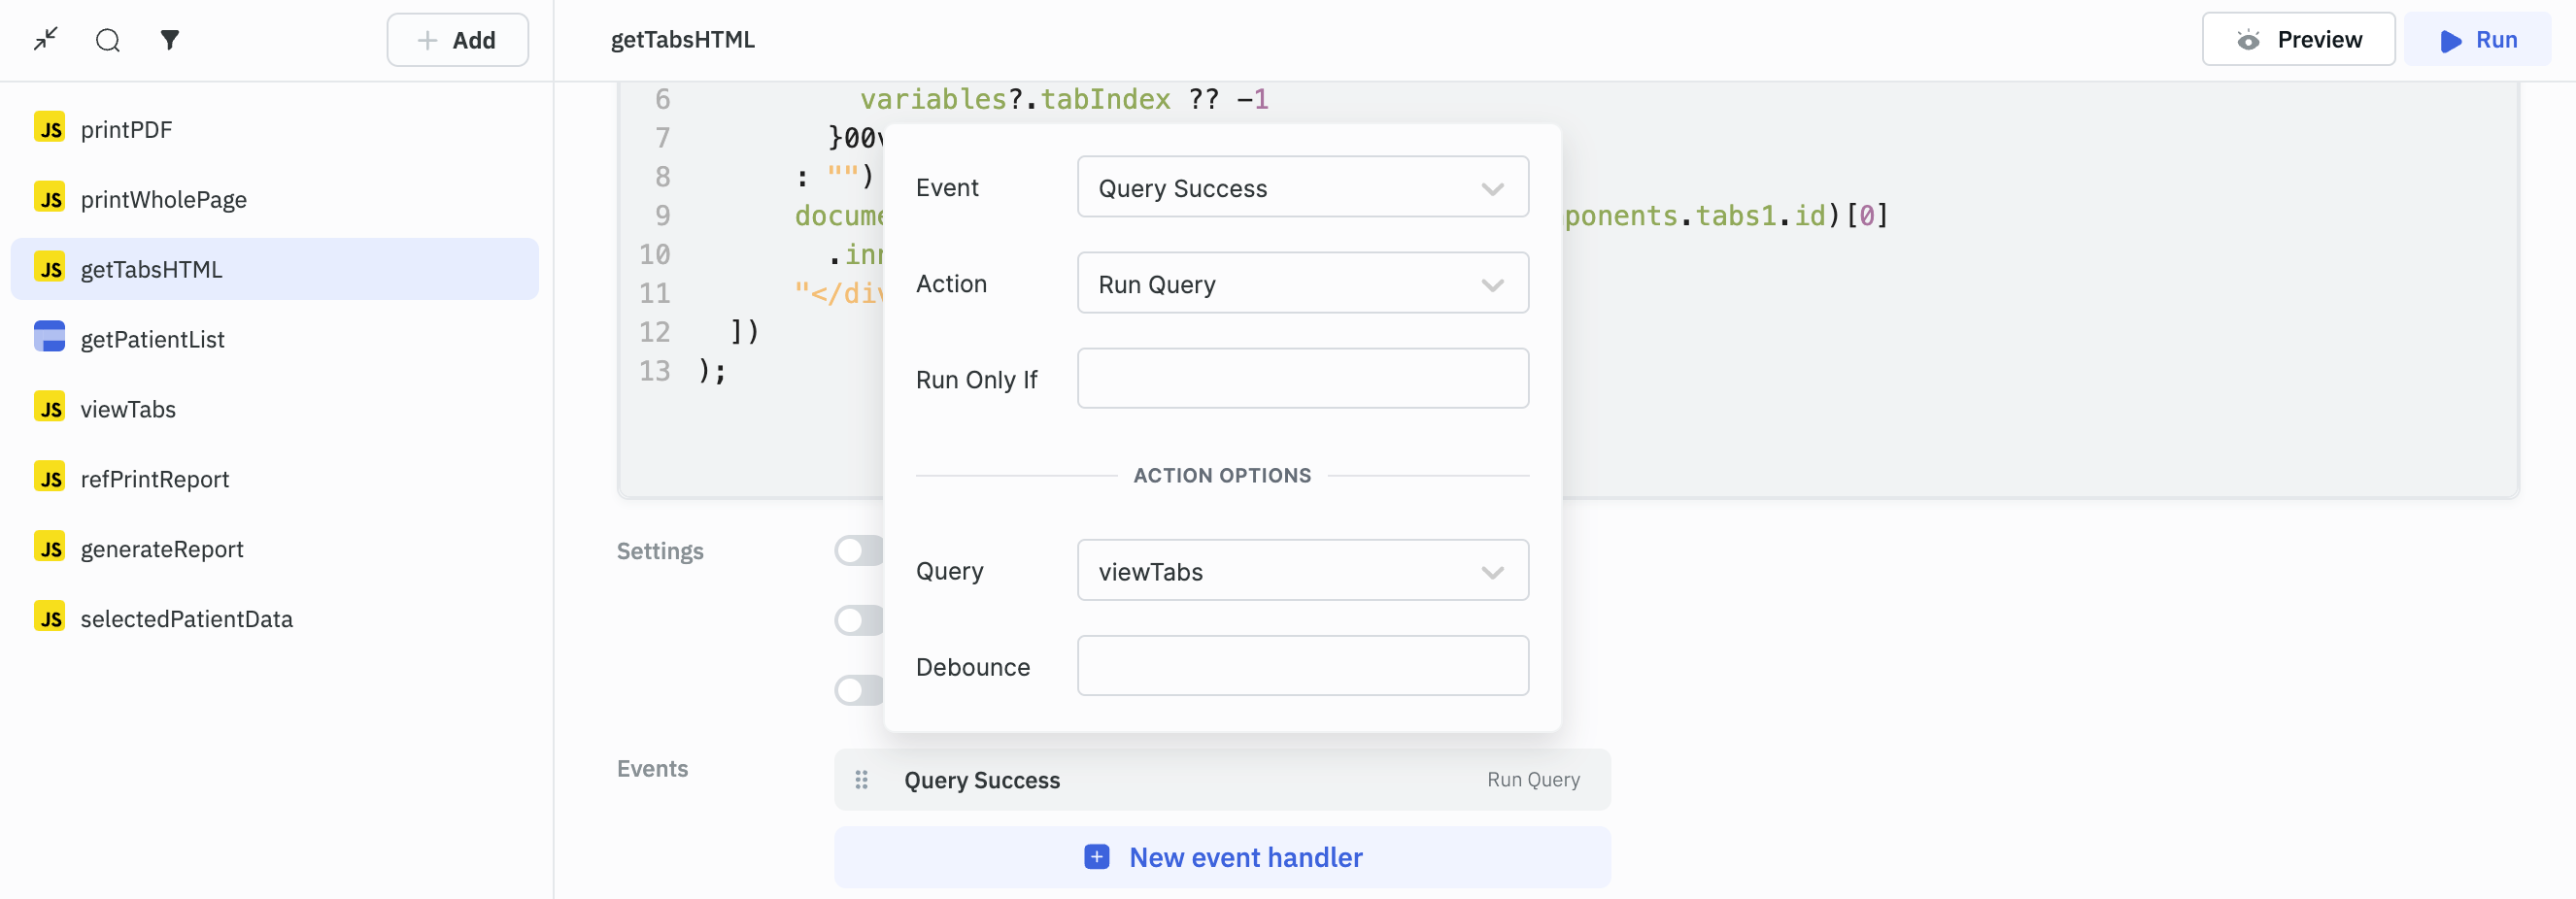 Add
getTabsHTML
Preview
Run
JS printPDF
JS printWholePage
JS getTabsHTML
getPatientList
JS viewTabs
JS refPrintReport
JS generateReport
JS selectedPatientData
6 variables?.tabIndex ?? -1
7 }00
8 : "")
9 docume ponents.tabs1.id)[0]
10 .inr
11 "</div
12 ])
13 );
Event Query Success
Action Run Query
Run Only If
ACTION OPTIONS
Query viewTabs
Debounce
Settings
Events
Query Success Run Query
New event handler